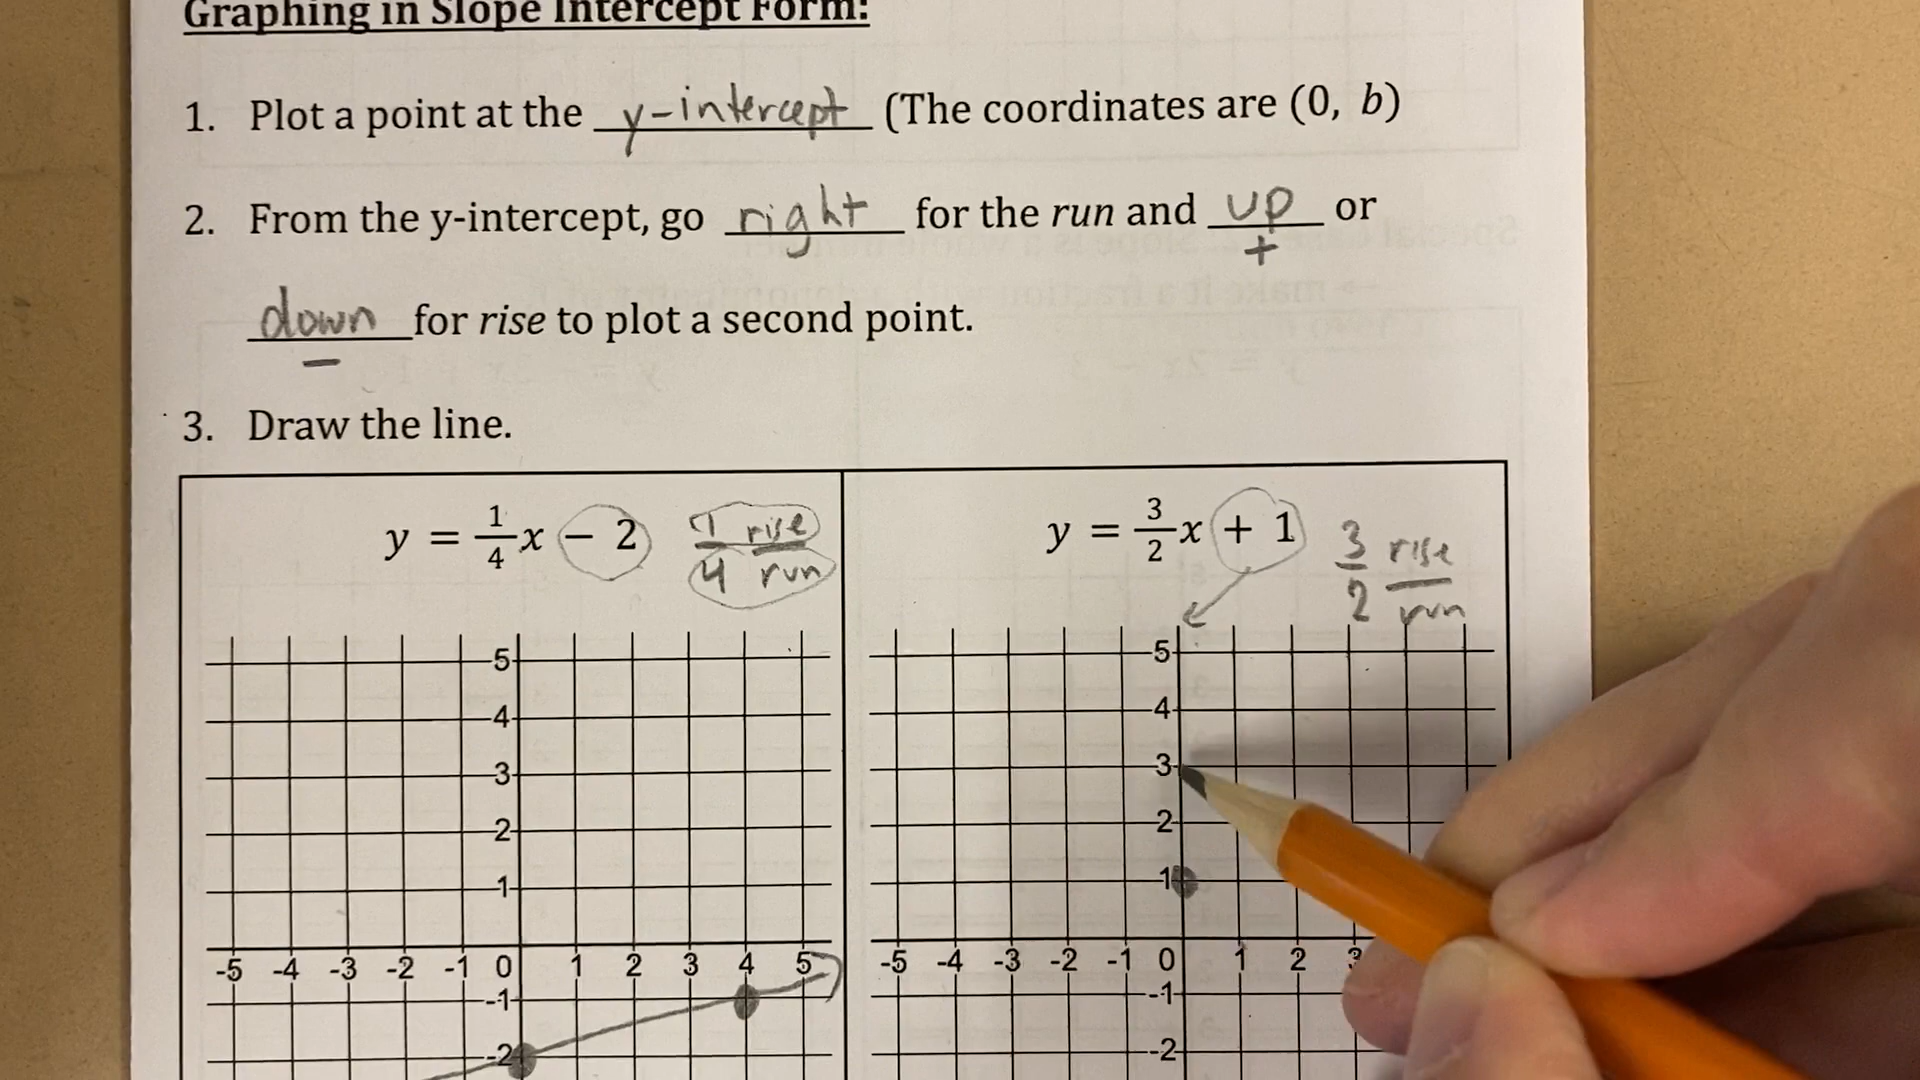 Graphing in Slope Intercept Form:
1. Plot a point at the y-intercept (The coordinates are (0, b)
2. From the y-intercept, go right for the run and up or
+
down for rise to plot a second point.
−
3. Draw the line.
y = 1/4 x − 2 1/4 rise/run
y = 3/2 x + 1 3/2 rise/run
5
4
3
2
1
-5 -4 -3 -2 -1 0 1 2 3 4 5
-1
-2
5
4
3
2
1
-5 -4 -3 -2 -1 0 1 2 3
-1
-2